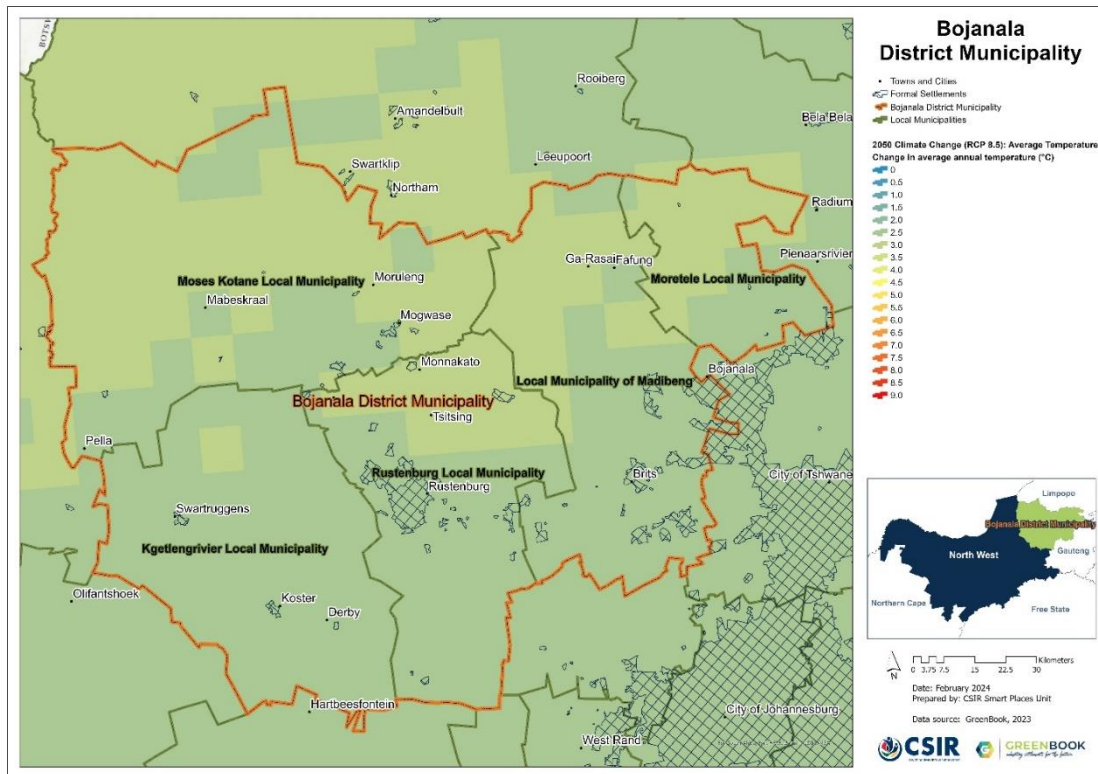 Bojanala
District Municipality
Towns and Cities
Formal Settlements
Bojanala District Municipality
Local Municipalities
2050 Climate Change (RCP 8.5): Average Temperature
Change in average annual temperature (°C)
0
0.5
1.0
1.5
2.0
2.5
3.0
3.5
4.0
4.5
5.0
5.5
6.0
6.5
7.0
7.5
8.0
8.5
9.0
BOTSW
Rooiberg
Amandelbult
Bela Bela
Leeupoort
Swartklip
Northam
Radium
Ga-Rasai
Fafung
Pienaarsrivier
Moses Kotane Local Municipality
Moruleng
Moretele Local Municipality
Mabeskraal
Mogwase
Monnakato
Bojanala
Local Municipality of Madibeng
Bojanala District Municipality
Tsitsing
Pella
Rustenburg Local Municipality
Brits
City of Tshwane
Rustenburg
Swartruggens
Kgetlengrivier Local Municipality
Olifantshoek
Koster
Derby
Hartbeesfontein
City of Johannesburg
West Rand
Limpopo
Bojanala District Municipality
North West
Gauteng
Northern Cape
Free State
N
Kilometers
0 3.75 7.5 15 22.5 30
Date: February 2024
Prepared by: CSIR Smart Places Unit
Data source: GreenBook, 2023
CSIR
GREENBOOK
adapting settlements for the future